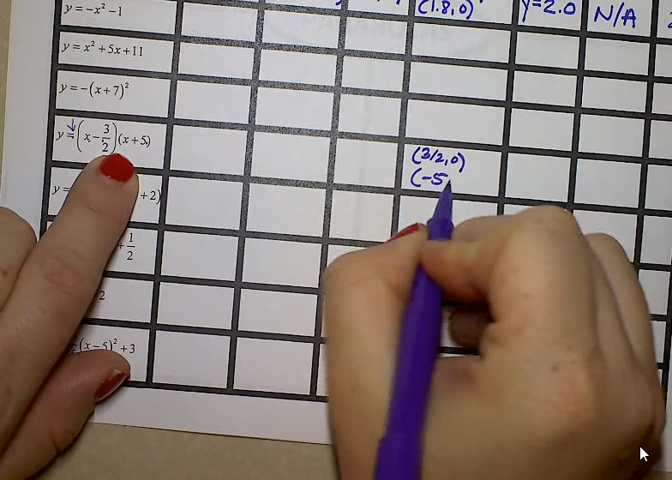 y = -x² - 1
(1.8, 0)
y = 2.0
N/A
y = x² + 5x + 11
y = -(x + 7)²
y = (x - 3/2)(x + 5)
(3/2, 0)
(-5
y =
+ 2)
+ 1/2
2
(x - 5)² + 3